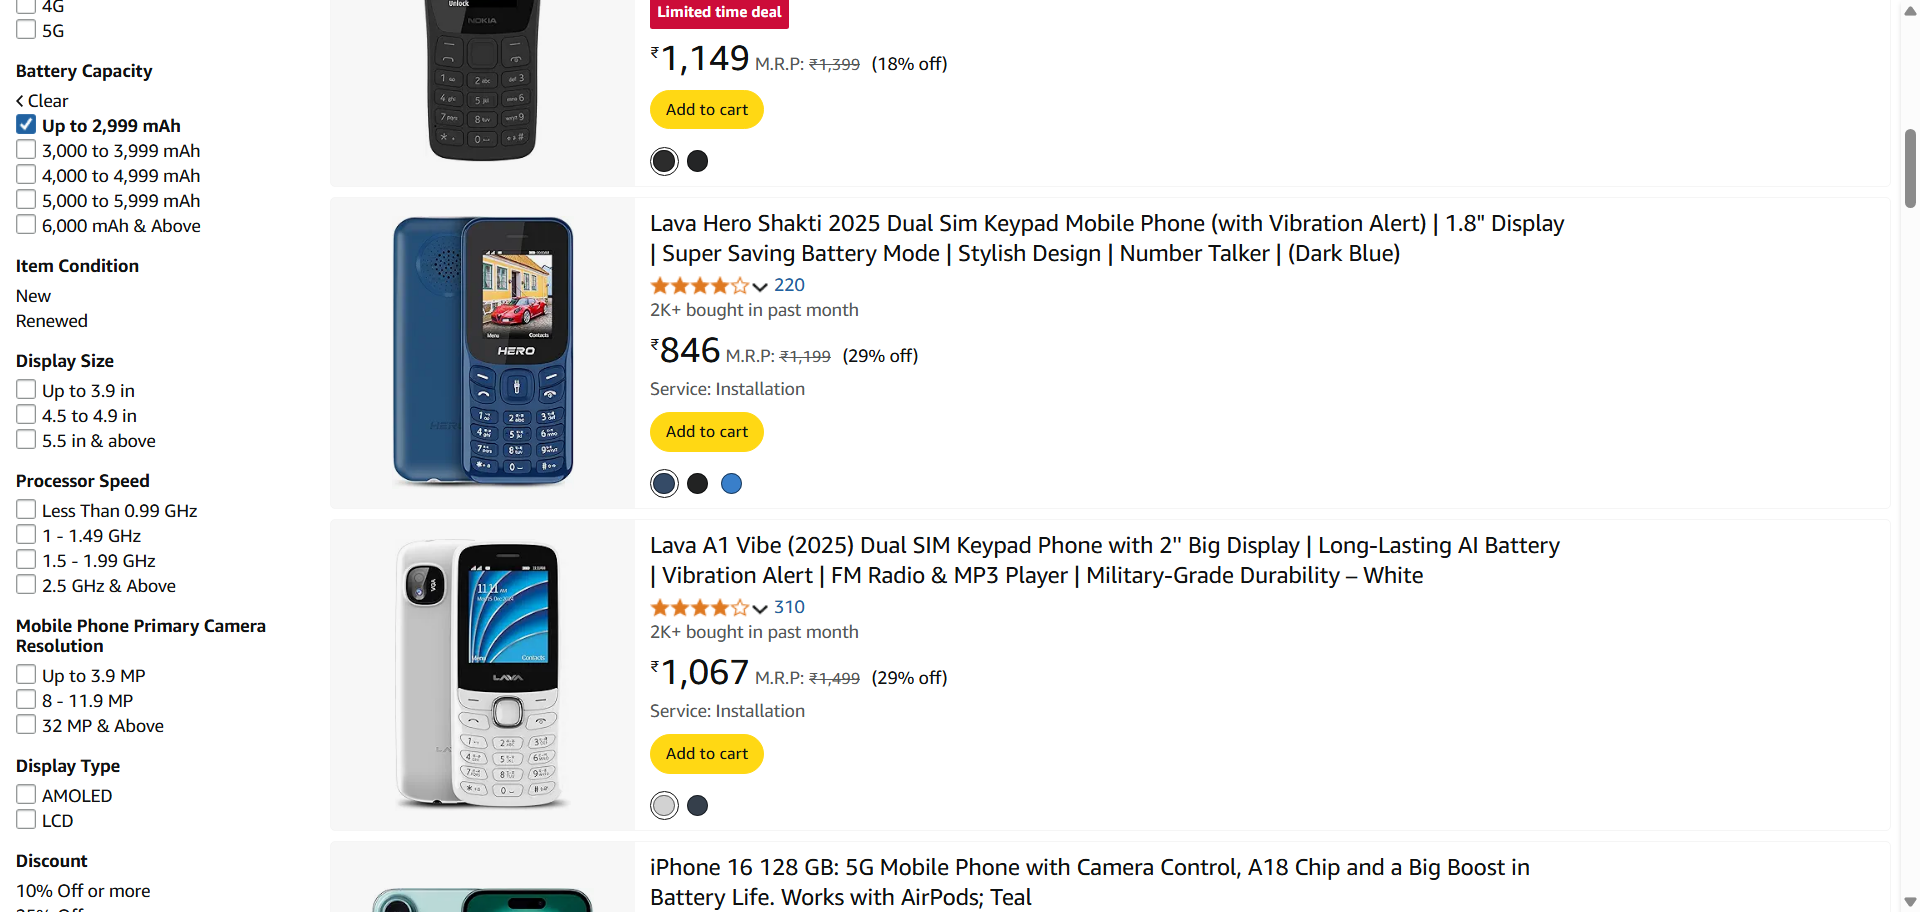 4G
5G
Battery Capacity
Clear
Up to 2,999 mAh
3,000 to 3,999 mAh
4,000 to 4,999 mAh
5,000 to 5,999 mAh
6,000 mAh & Above
Item Condition
New
Renewed
Display Size
Up to 3.9 in
4.5 to 4.9 in
5.5 in & above
Processor Speed
Less Than 0.99 GHz
1 - 1.49 GHz
1.5 - 1.99 GHz
2.5 GHz & Above
Mobile Phone Primary Camera
Resolution
Up to 3.9 MP
8 - 11.9 MP
32 MP & Above
Display Type
AMOLED
LCD
Discount
10% Off or more
Unlock
NOKIA
Limited time deal
₹1,149 M.R.P: ₹1,399 (18% off)
Add to cart
HERO
Menu Contacts
Lava Hero Shakti 2025 Dual Sim Keypad Mobile Phone (with Vibration Alert) | 1.8" Display
| Super Saving Battery Mode | Stylish Design | Number Talker | (Dark Blue)
220
2K+ bought in past month
₹846 M.R.P: ₹1,199 (29% off)
Service: Installation
Add to cart
11:11 AM
Menu Contacts
LAVA
Lava A1 Vibe (2025) Dual SIM Keypad Phone with 2" Big Display | Long-Lasting AI Battery
| Vibration Alert | FM Radio & MP3 Player | Military-Grade Durability – White
310
2K+ bought in past month
₹1,067 M.R.P: ₹1,499 (29% off)
Service: Installation
Add to cart
iPhone 16 128 GB: 5G Mobile Phone with Camera Control, A18 Chip and a Big Boost in
Battery Life. Works with AirPods; Teal